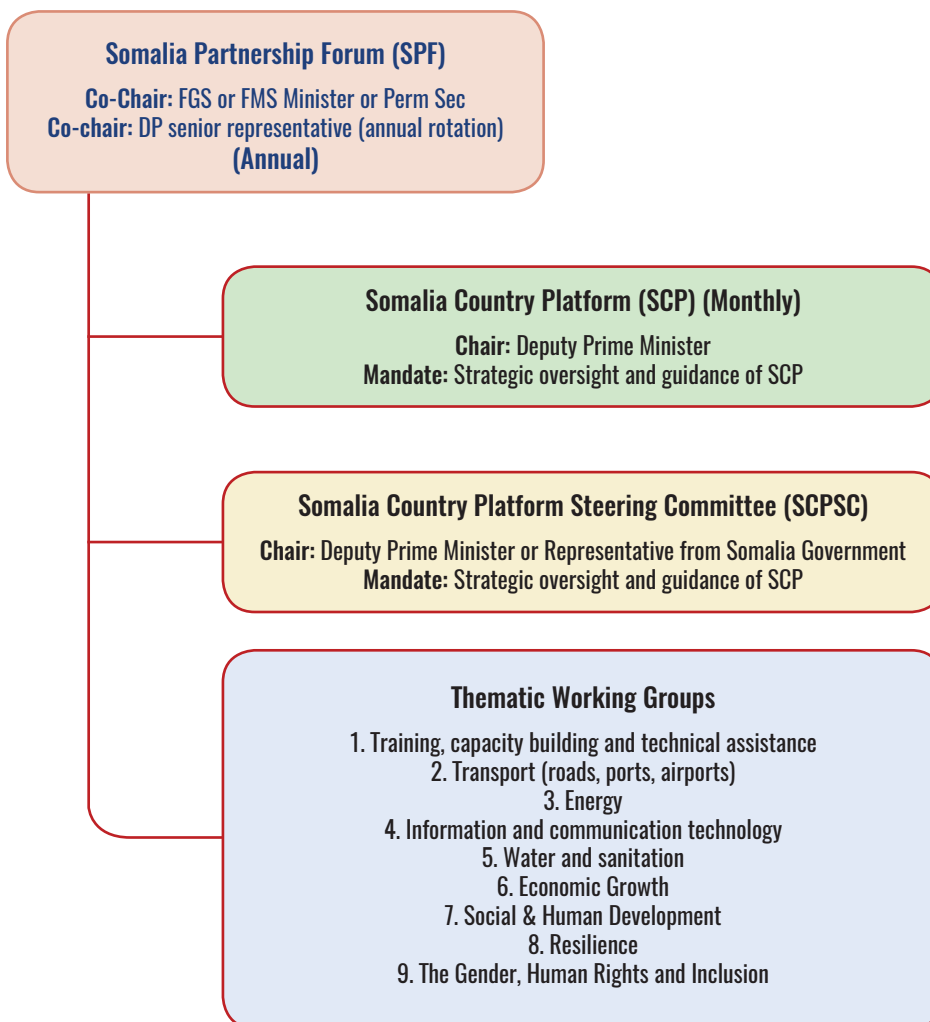 Somalia Partnership Forum (SPF)
Co-Chair: FGS or FMS Minister or Perm Sec
Co-chair: DP senior representative (annual rotation)
(Annual)
Somalia Country Platform (SCP) (Monthly)
Chair: Deputy Prime Minister
Mandate: Strategic oversight and guidance of SCP
Somalia Country Platform Steering Committee (SCPSC)
Chair: Deputy Prime Minister or Representative from Somalia Government
Mandate: Strategic oversight and guidance of SCP
Thematic Working Groups
1. Training, capacity building and technical assistance
2. Transport (roads, ports, airports)
3. Energy
4. Information and communication technology
5. Water and sanitation
6. Economic Growth
7. Social & Human Development
8. Resilience
9. The Gender, Human Rights and Inclusion